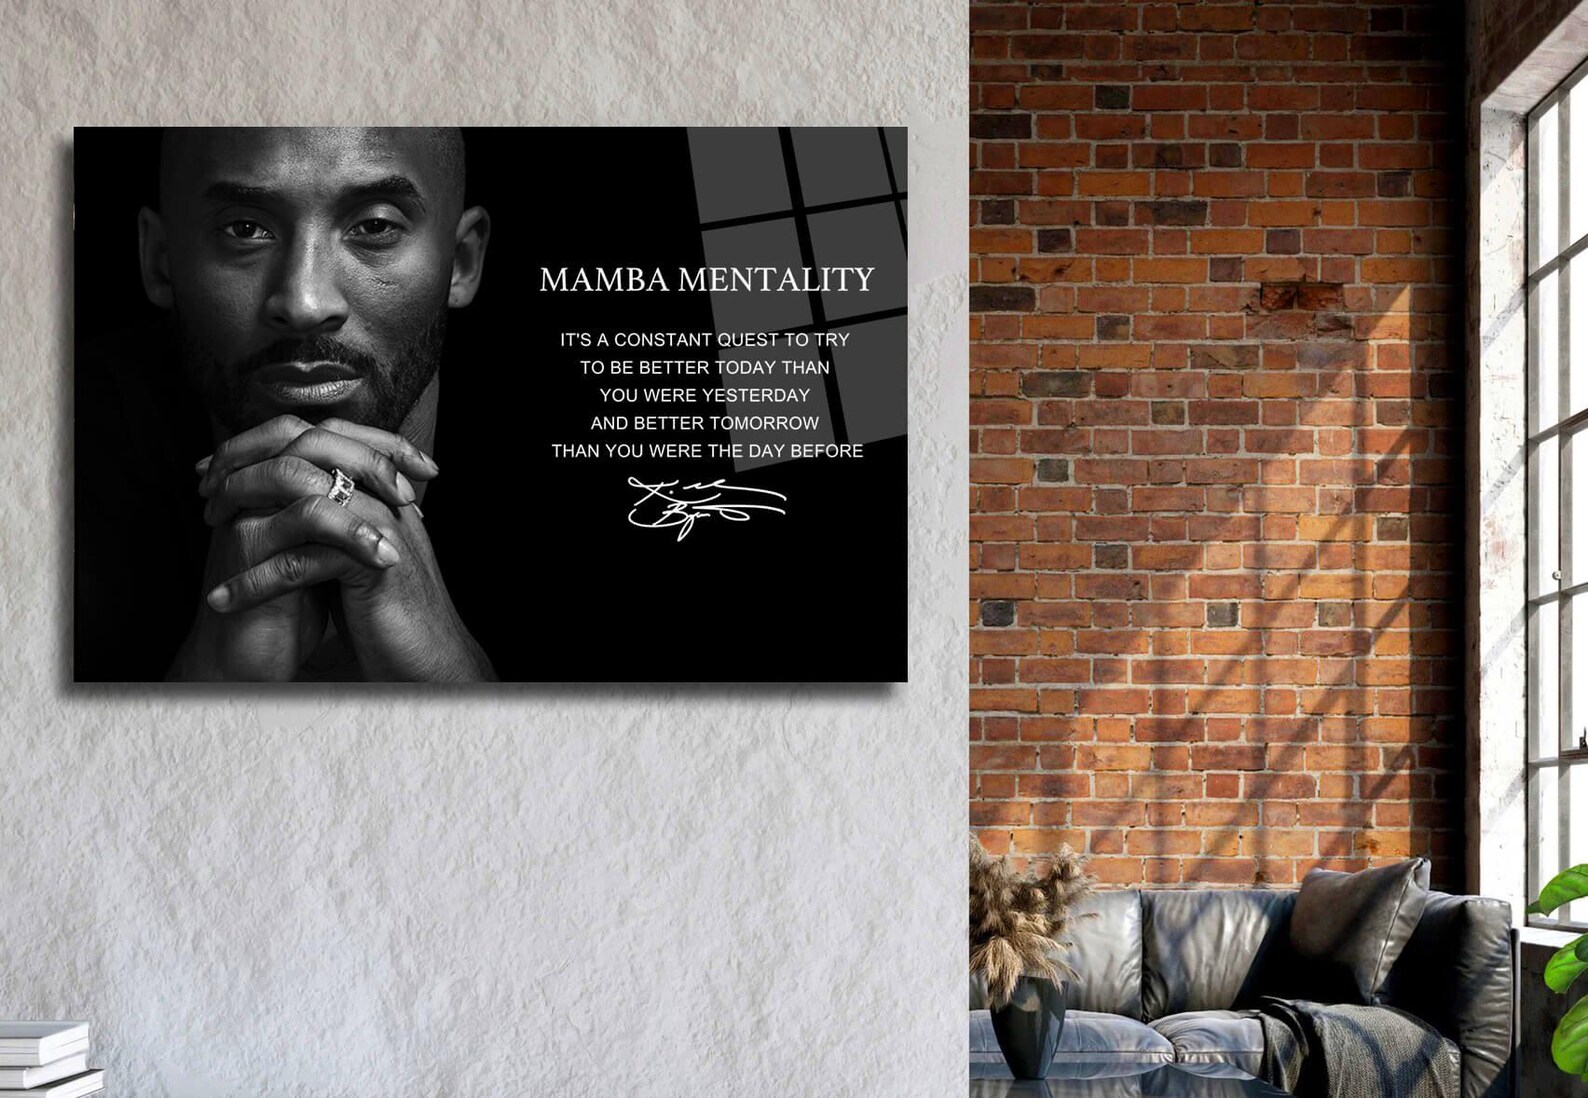 MAMBA MENTALITY
IT'S A CONSTANT QUEST TO TRY
TO BE BETTER TODAY THAN
YOU WERE YESTERDAY
AND BETTER TOMORROW
THAN YOU WERE THE DAY BEFORE